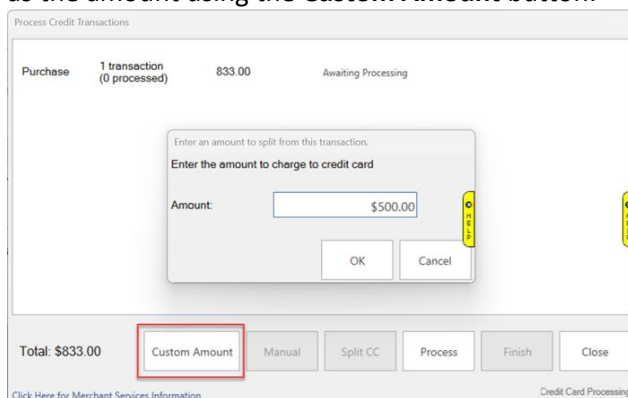 as the amount using the Custom Amount button.
Process Credit Transactions
Purchase 1 transaction 833.00 Awaiting Processing
(0 processed)
Enter an amount to split from this transaction.
Enter the amount to charge to credit card
Amount: $500.00
HELP
OK Cancel
Total: $833.00 Custom Amount Manual Split CC Process Finish Close
Click Here for Merchant Services Information Credit Card Processing